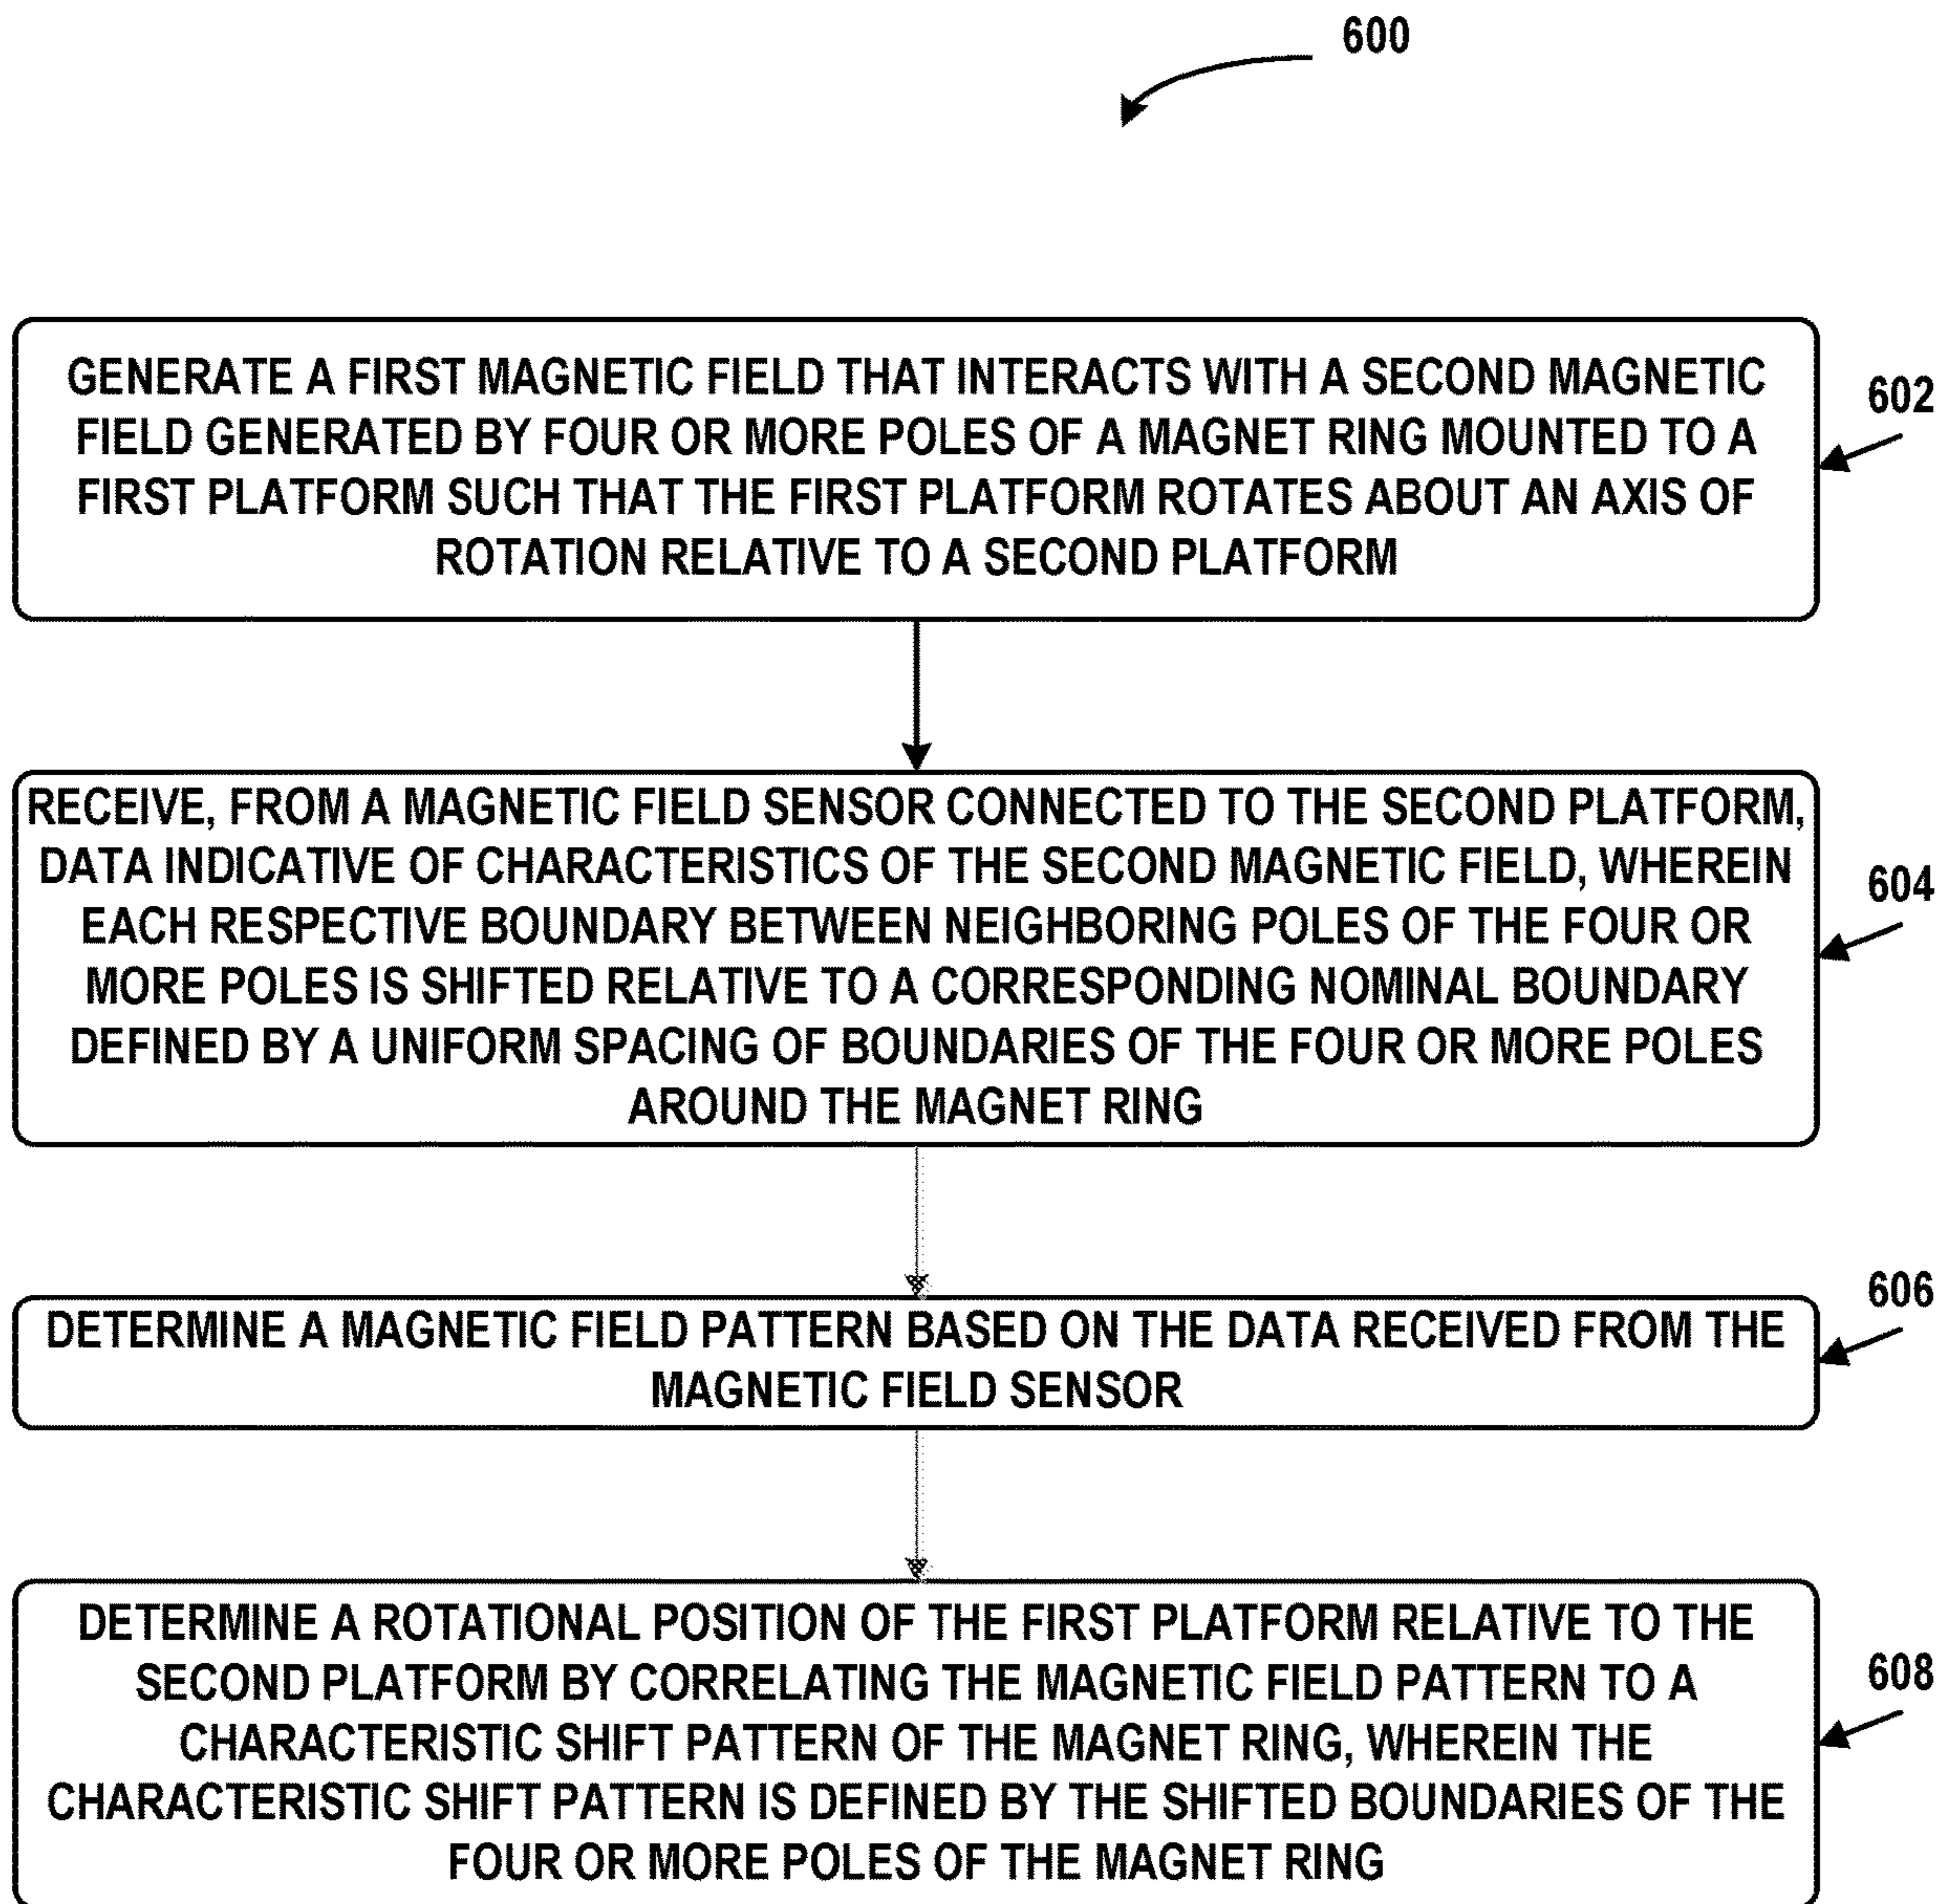 600
GENERATE A FIRST MAGNETIC FIELD THAT INTERACTS WITH A SECOND MAGNETIC
FIELD GENERATED BY FOUR OR MORE POLES OF A MAGNET RING MOUNTED TO A
FIRST PLATFORM SUCH THAT THE FIRST PLATFORM ROTATES ABOUT AN AXIS OF
ROTATION RELATIVE TO A SECOND PLATFORM
602
RECEIVE, FROM A MAGNETIC FIELD SENSOR CONNECTED TO THE SECOND PLATFORM,
DATA INDICATIVE OF CHARACTERISTICS OF THE SECOND MAGNETIC FIELD, WHEREIN
EACH RESPECTIVE BOUNDARY BETWEEN NEIGHBORING POLES OF THE FOUR OR
MORE POLES IS SHIFTED RELATIVE TO A CORRESPONDING NOMINAL BOUNDARY
DEFINED BY A UNIFORM SPACING OF BOUNDARIES OF THE FOUR OR MORE POLES
AROUND THE MAGNET RING
604
DETERMINE A MAGNETIC FIELD PATTERN BASED ON THE DATA RECEIVED FROM THE
MAGNETIC FIELD SENSOR
606
DETERMINE A ROTATIONAL POSITION OF THE FIRST PLATFORM RELATIVE TO THE
SECOND PLATFORM BY CORRELATING THE MAGNETIC FIELD PATTERN TO A
CHARACTERISTIC SHIFT PATTERN OF THE MAGNET RING, WHEREIN THE
CHARACTERISTIC SHIFT PATTERN IS DEFINED BY THE SHIFTED BOUNDARIES OF THE
FOUR OR MORE POLES OF THE MAGNET RING
608